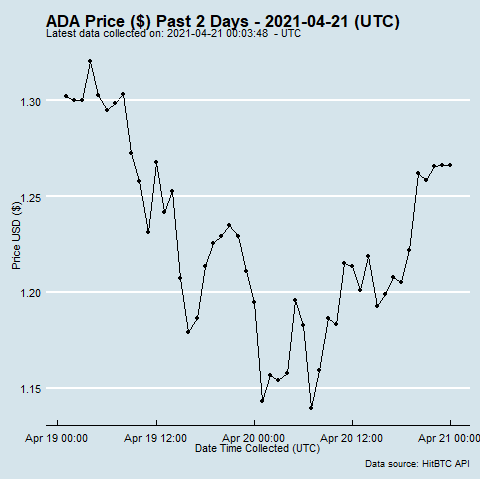 ADA Price ($) Past 2 Days - 2021-04-21 (UTC)
Latest data collected on: 2021-04-21 00:03:48 - UTC
Price USD ($)
1.30
1.25
1.20
1.15
Apr 19 00:00 Apr 19 12:00 Apr 20 00:00 Apr 20 12:00 Apr 21 00:00
Date Time Collected (UTC)
Data source: HitBTC API